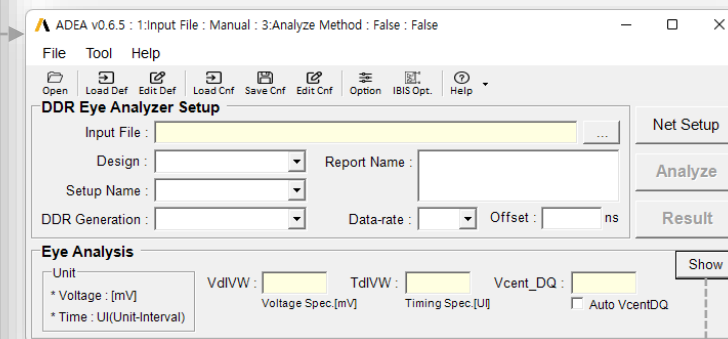 ADEA v0.6.5 : 1:Input File : Manual : 3:Analyze Method : False : False
File Tool Help
Open Load Def Edit Def Load Cnf Save Cnf Edit Cnf Option IBIS Opt. Help
DDR Eye Analyzer Setup
Input File : ... Net Setup
Design : Report Name : Analyze
Setup Name :
DDR Generation : Data-rate : Offset : ns Result
Eye Analysis
Show
Unit
VdIVW : TdIVW : Vcent_DQ :
* Voltage : [mV] Voltage Spec.[mV] Timing Spec.[UI] Auto VcentDQ
* Time : UI(Unit-Interval)